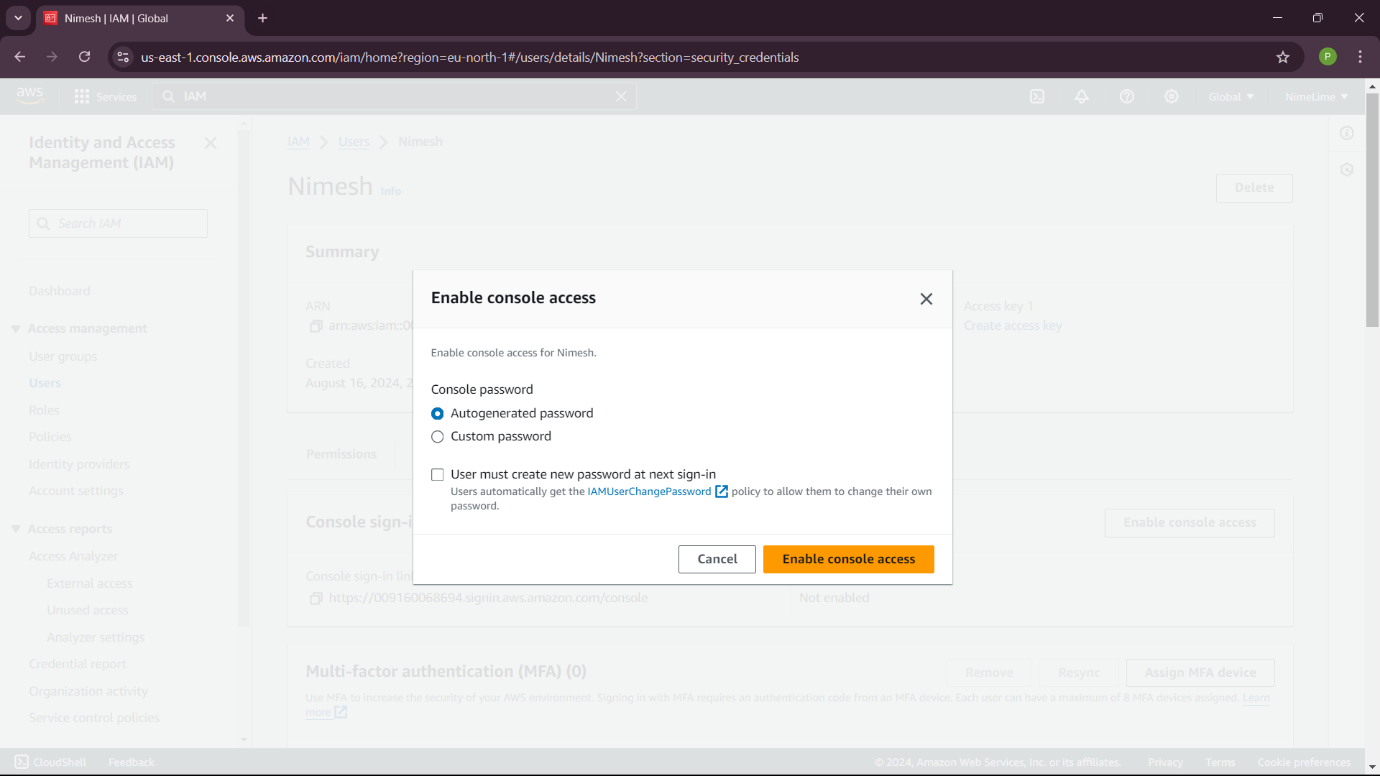 Nimesh | IAM | Global
us-east-1.console.aws.amazon.com/iam/home?region=eu-north-1#/users/details/Nimesh?section=security_credentials
P
aws
Services
IAM
Global
NimeLime
Identity and Access
Management (IAM)
Search IAM
Dashboard
Access management
User groups
Users
Roles
Policies
Identity providers
Account settings
Access reports
Access Analyzer
External access
Unused access
Analyzer settings
Credential report
Organization activity
Service control policies
IAM
Users
Nimesh
Nimesh Info
Delete
Summary
ARN
arn:aws:iam::00
Created
August 16, 2024, 2
Access key 1
Create access key
Permissions
Enable console access
Enable console access for Nimesh.
Console password
Autogenerated password
Custom password
User must create new password at next sign-in
Users automatically get the IAMUserChangePassword policy to allow them to change their own
password.
Cancel
Enable console access
Console sign-i
Enable console access
Console sign-in lin
https://009160068694.signin.aws.amazon.com/console
Not enabled
Multi-factor authentication (MFA) (0)
Remove
Resync
Assign MFA device
Use MFA to increase the security of your AWS environment. Signing in with MFA requires an authentication code from an MFA device. Each user can have a maximum of 8 MFA devices assigned. Learn
more
CloudShell
Feedback
© 2024, Amazon Web Services, Inc. or its affiliates.
Privacy
Terms
Cookie preferences